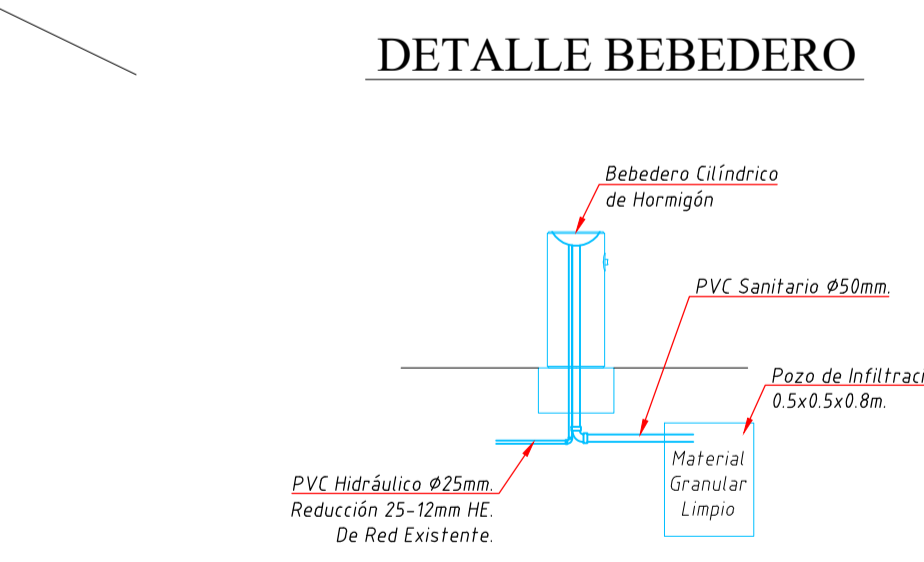 DETALLE BEBEDERO
Bebedero Cilíndrico
de Hormigón
PVC Sanitario Ø50mm.
Pozo de Infiltraci
0.5x0.5x0.8m.
Material
Granular
Limpio
PVC Hidráulico Ø25mm.
Reducción 25-12mm HE.
De Red Existente.